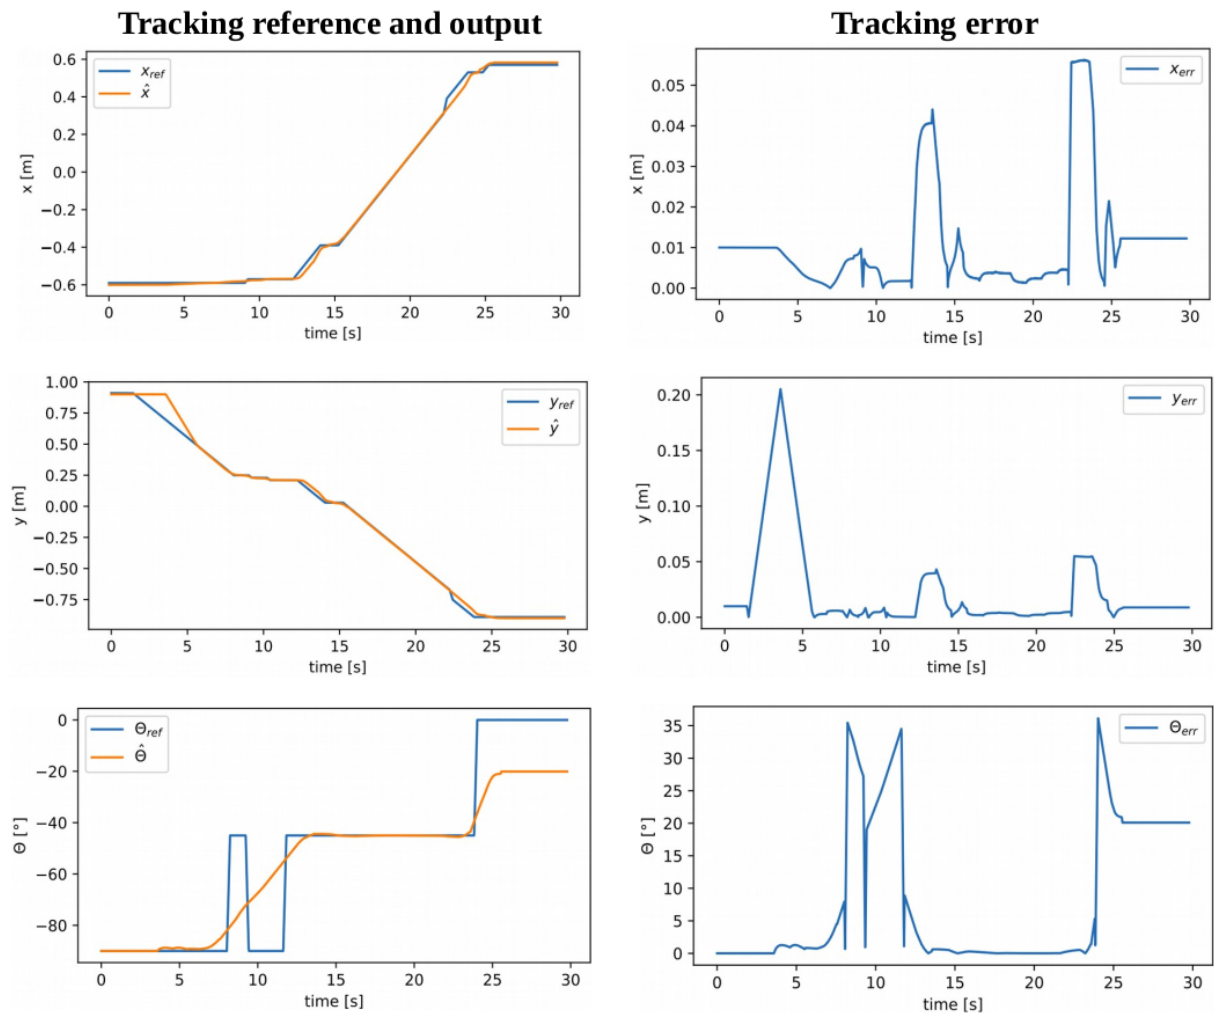 Tracking reference and output
Tracking error
0.6
0.4
0.2
0.0
−0.2
−0.4
−0.6
x [m]
x_ref
x̂
0 5 10 15 20 25 30
time [s]
0.05
0.04
0.03
0.02
0.01
0.00
x [m]
x_err
0 5 10 15 20 25 30
time [s]
1.00
0.75
0.50
0.25
0.00
−0.25
−0.50
−0.75
y [m]
y_ref
ŷ
0 5 10 15 20 25 30
time [s]
0.20
0.15
0.10
0.05
0.00
y [m]
y_err
0 5 10 15 20 25 30
time [s]
0
−20
−40
−60
−80
Θ [°]
Θ_ref
Θ̂
0 5 10 15 20 25 30
time [s]
35
30
25
20
15
10
5
0
Θ [°]
Θ_err
0 5 10 15 20 25 30
time [s]